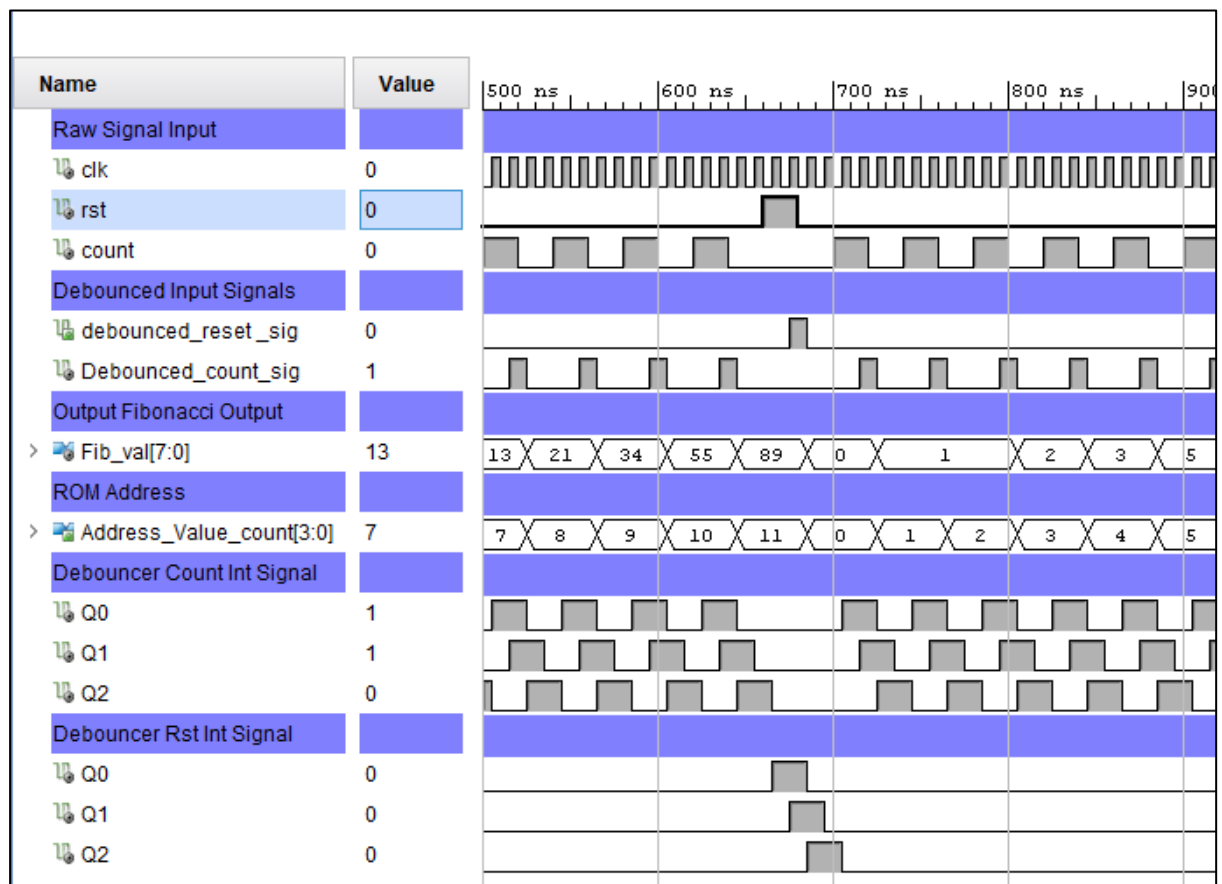 Name Value 500 ns 600 ns 700 ns 800 ns 900
Raw Signal Input
clk 0
rst 0
count 0
Debounced Input Signals
debounced_reset _sig 0
Debounced_count_sig 1
Output Fibonacci Output
Fib_val[7:0] 13 13 21 34 55 89 0 1 2 3 5
ROM Address
Address_Value_count[3:0] 7 7 8 9 10 11 0 1 2 3 4 5
Debouncer Count Int Signal
Q0 1
Q1 1
Q2 0
Debouncer Rst Int Signal
Q0 0
Q1 0
Q2 0